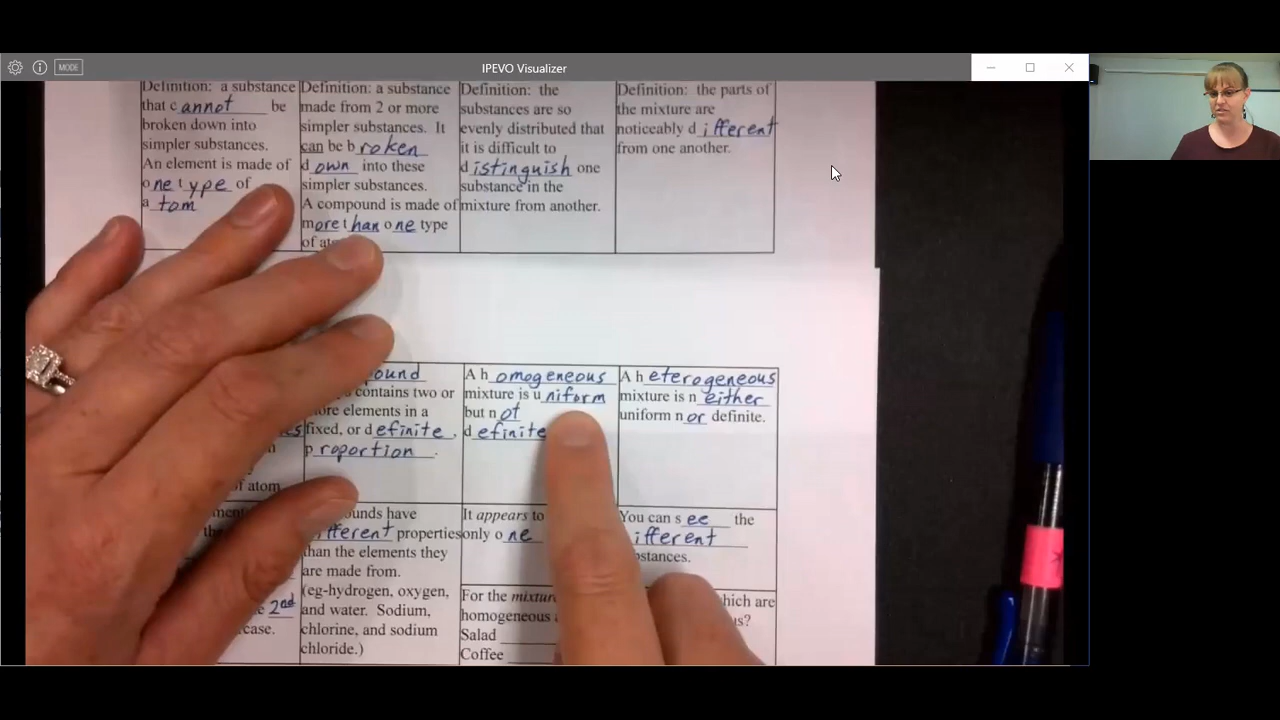 MODE
IPEVO Visualizer
Definition: a substance
that cannot be
broken down into
simpler substances.
An element is made of
one type of
atom
Definition: a substance
made from 2 or more
simpler substances. It
can be broken
down into these
simpler substances.
A compound is made of
more than one type
of
Definition: the
substances are so
evenly distributed that
it is difficult to
distinguish one
substance in the
mixture from another.
Definition: the parts of
the mixture are
noticeably different
from one another.
of atom
2nd
case.
contains two or
elements in a
fixed, or definite
proportion.
have
properties
than the elements they
are made from.
(eg-hydrogen, oxygen,
and water. Sodium,
chlorine, and sodium
chloride.)
A homogeneous
mixture is uniform
but not
definite
It appears to
only one
For the
homogeneous
Salad
Coffee
A heterogeneous
mixture is neither
uniform nor definite.
You can see the
which are